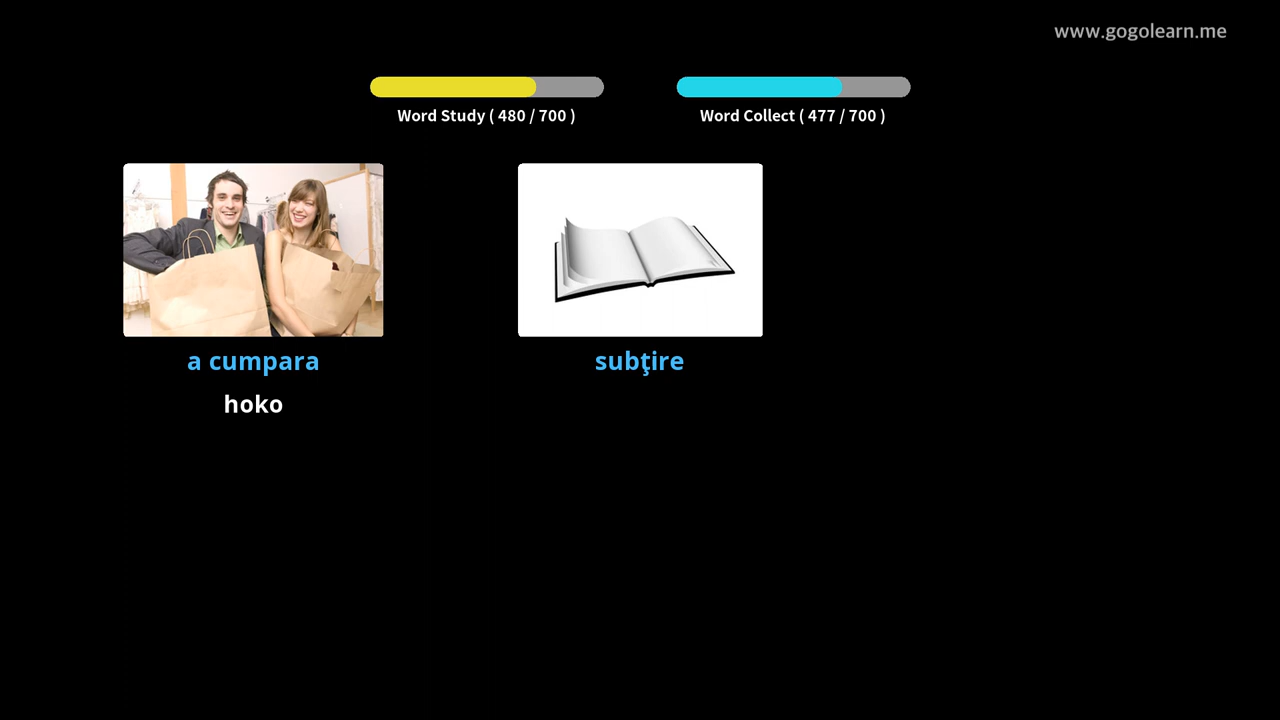 www.gogolearn.me
Word Study ( 480 / 700 )
Word Collect ( 477 / 700 )
a cumpara
hoko
subţire